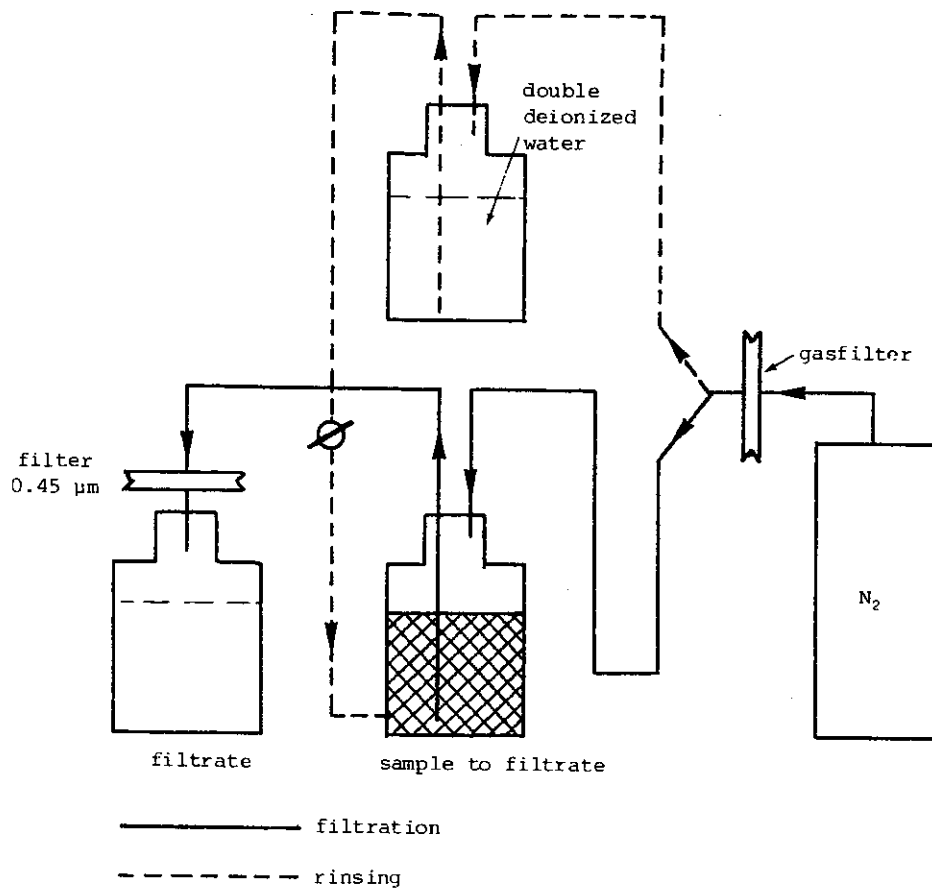 double
deionized
water
gasfilter
filter
0.45 µm
N₂
filtrate
sample to filtrate
filtration
rinsing